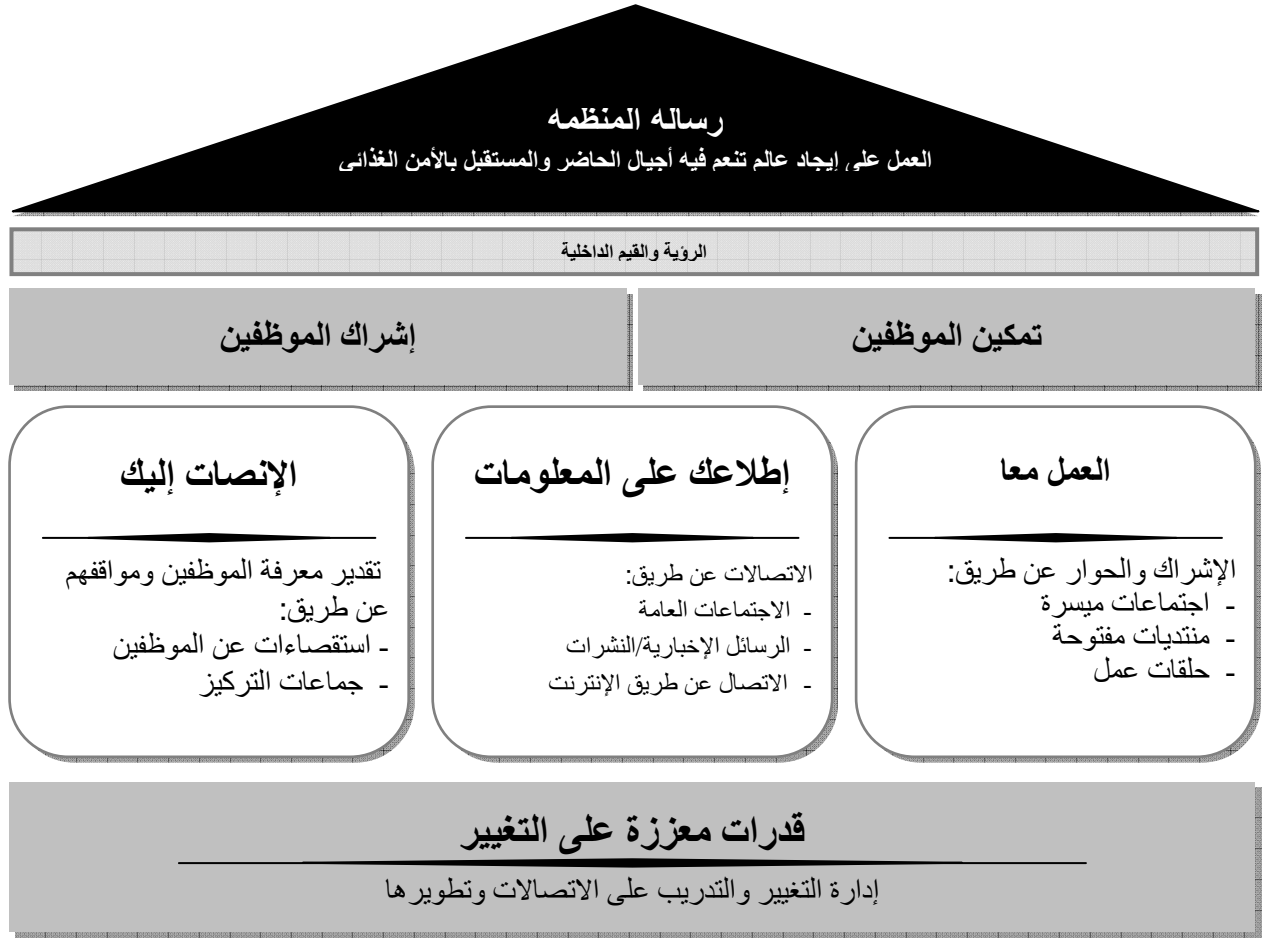 رساله المنظمه
العمل على إيجاد عالم تنعم فيه أجيال الحاضر والمستقبل بالأمن الغذائى
الرؤية والقيم الداخلية
تمكين الموظفين
إشراك الموظفين
العمل معا
الإشراك والحوار عن طريق:
- اجتماعات ميسرة
- منتديات مفتوحة
- حلقات عمل
إطلاعك على المعلومات
الاتصالات عن طريق:
- الاجتماعات العامة
- الرسائل الإخبارية/النشرات
- الاتصال عن طريق الإنترنت
الإنصات إليك
تقدير معرفة الموظفين ومواقفهم
عن طريق:
- استقصاءات عن الموظفين
- جماعات التركيز
قدرات معززة على التغيير
إدارة التغيير والتدريب على الاتصالات وتطويرها